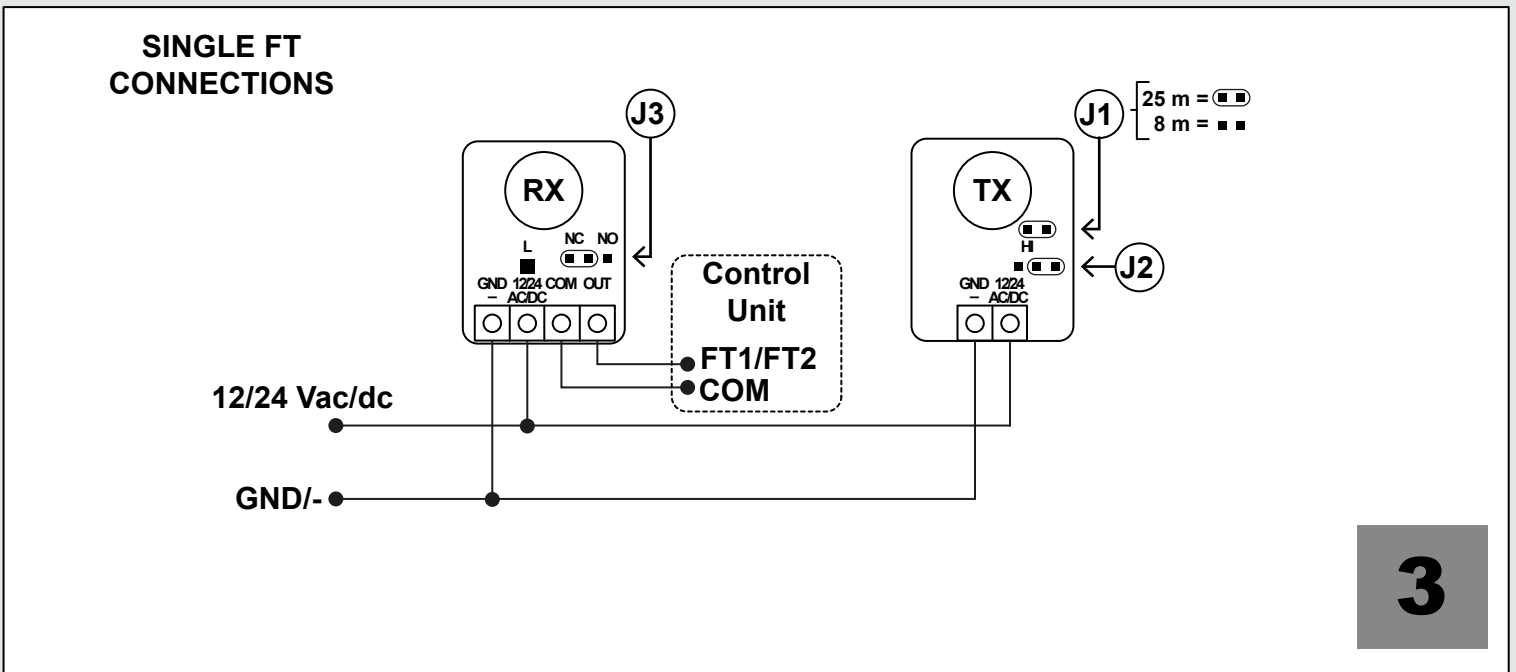 SINGLE FT
CONNECTIONS
J3
J1
25 m =
8 m =
RX
TX
NC NO
L
HI
J2
GND 12/24 COM OUT
– AC/DC
GND 12/24
– AC/DC
Control
Unit
FT1/FT2
COM
12/24 Vac/dc
GND/-
3